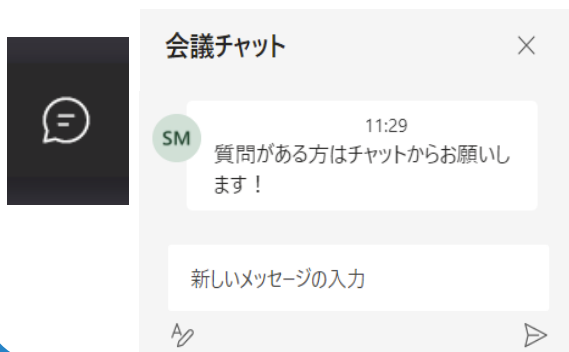 会議チャット
SM
11:29
質問がある方はチャットからお願いし
ます！
新しいメッセージの入力